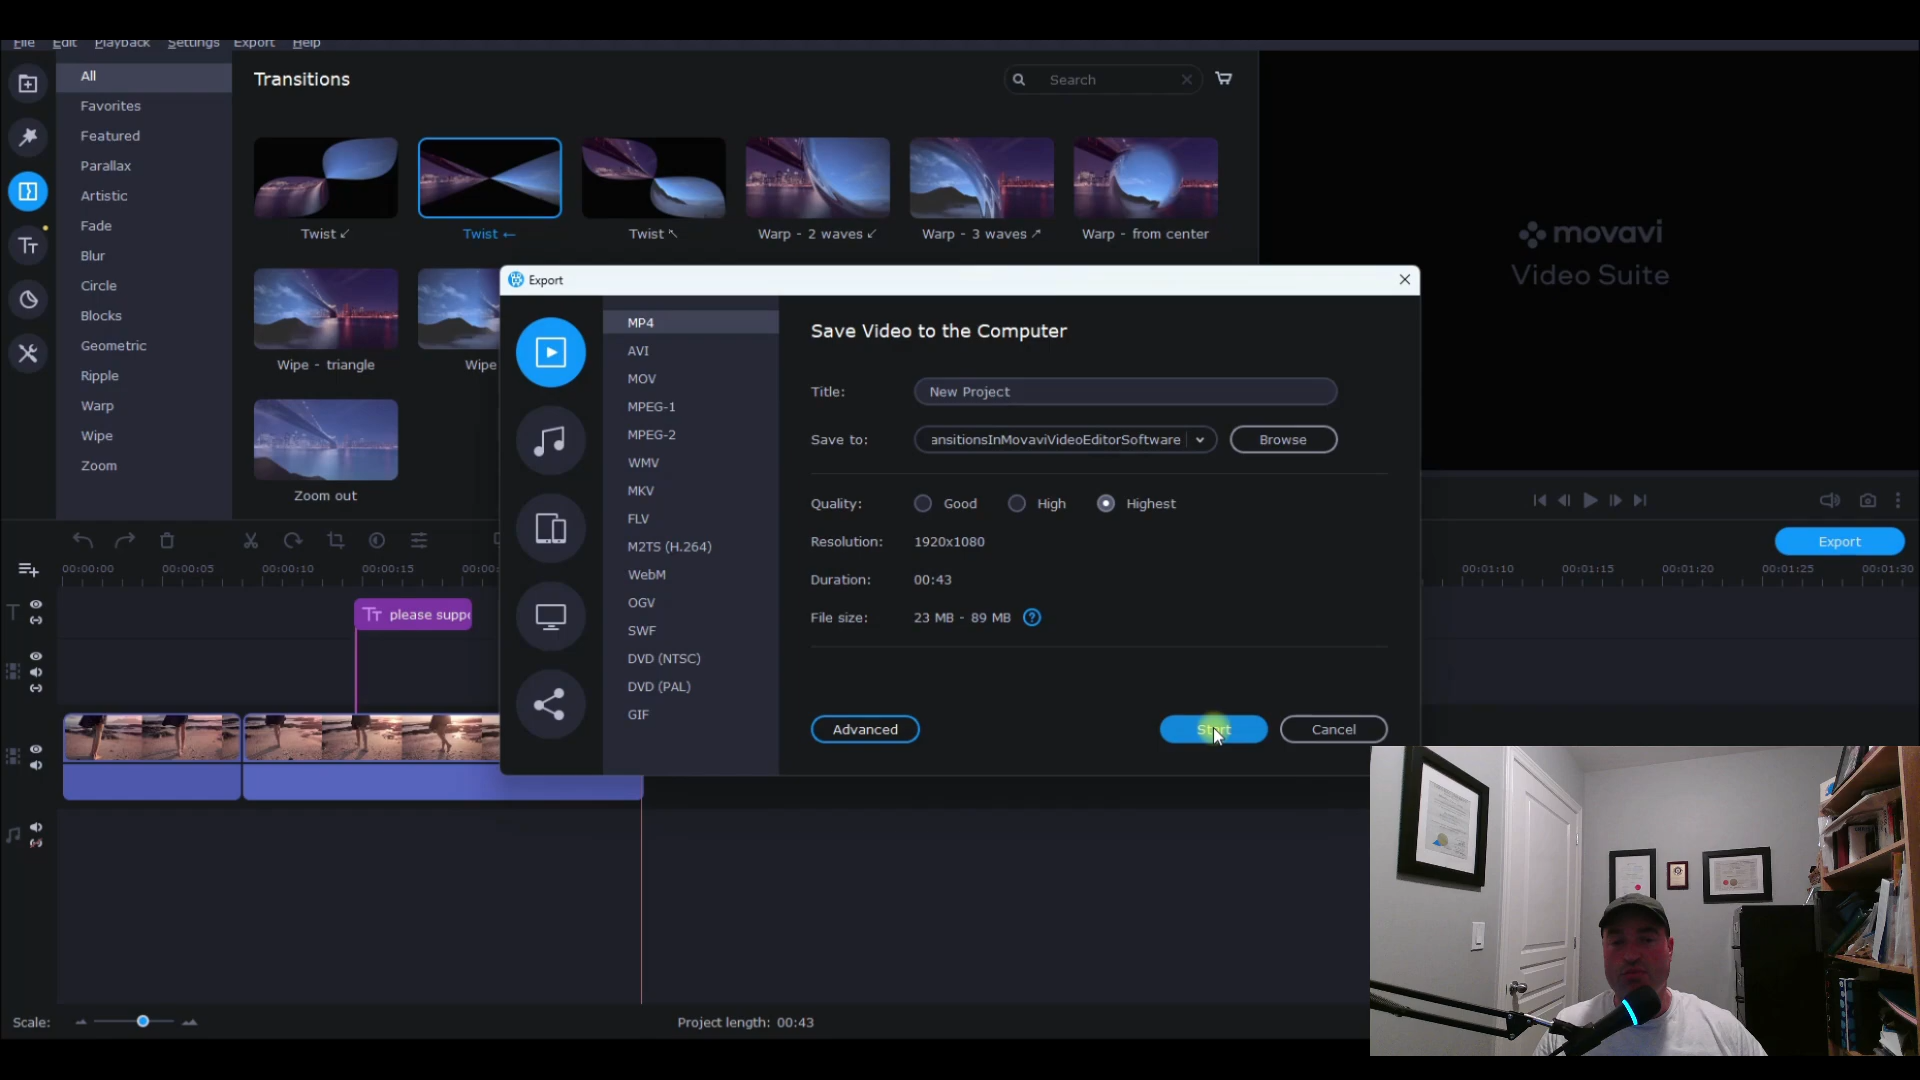 File Edit Playback Settings Export Help
All
Favorites
Featured
Parallax
Artistic
Fade
Blur
Circle
Blocks
Geometric
Ripple
Warp
Wipe
Zoom
Transitions
Search
Twist ↙
Twist ←
Twist ↖
Warp - 2 waves ↙
Warp - 3 waves ↗
Warp - from center
Wipe - triangle
Wipe
Zoom out
movavi
Video Suite
Export
MP4
AVI
MOV
MPEG-1
MPEG-2
WMV
MKV
FLV
M2TS (H.264)
WebM
OGV
SWF
DVD (NTSC)
DVD (PAL)
GIF
Save Video to the Computer
Title: New Project
Save to: ansitionsInMovaviVideoEditorSoftware Browse
Quality: Good High Highest
Resolution: 1920x1080
Duration: 00:43
File size: 23 MB - 89 MB ?
Advanced Start Cancel
Export
00:00:00 00:00:05 00:00:10 00:00:15 00:00: 00:01:10 00:01:15 00:01:20 00:01:25 00:01:30
Tт please supp
Scale:
Project length: 00:43